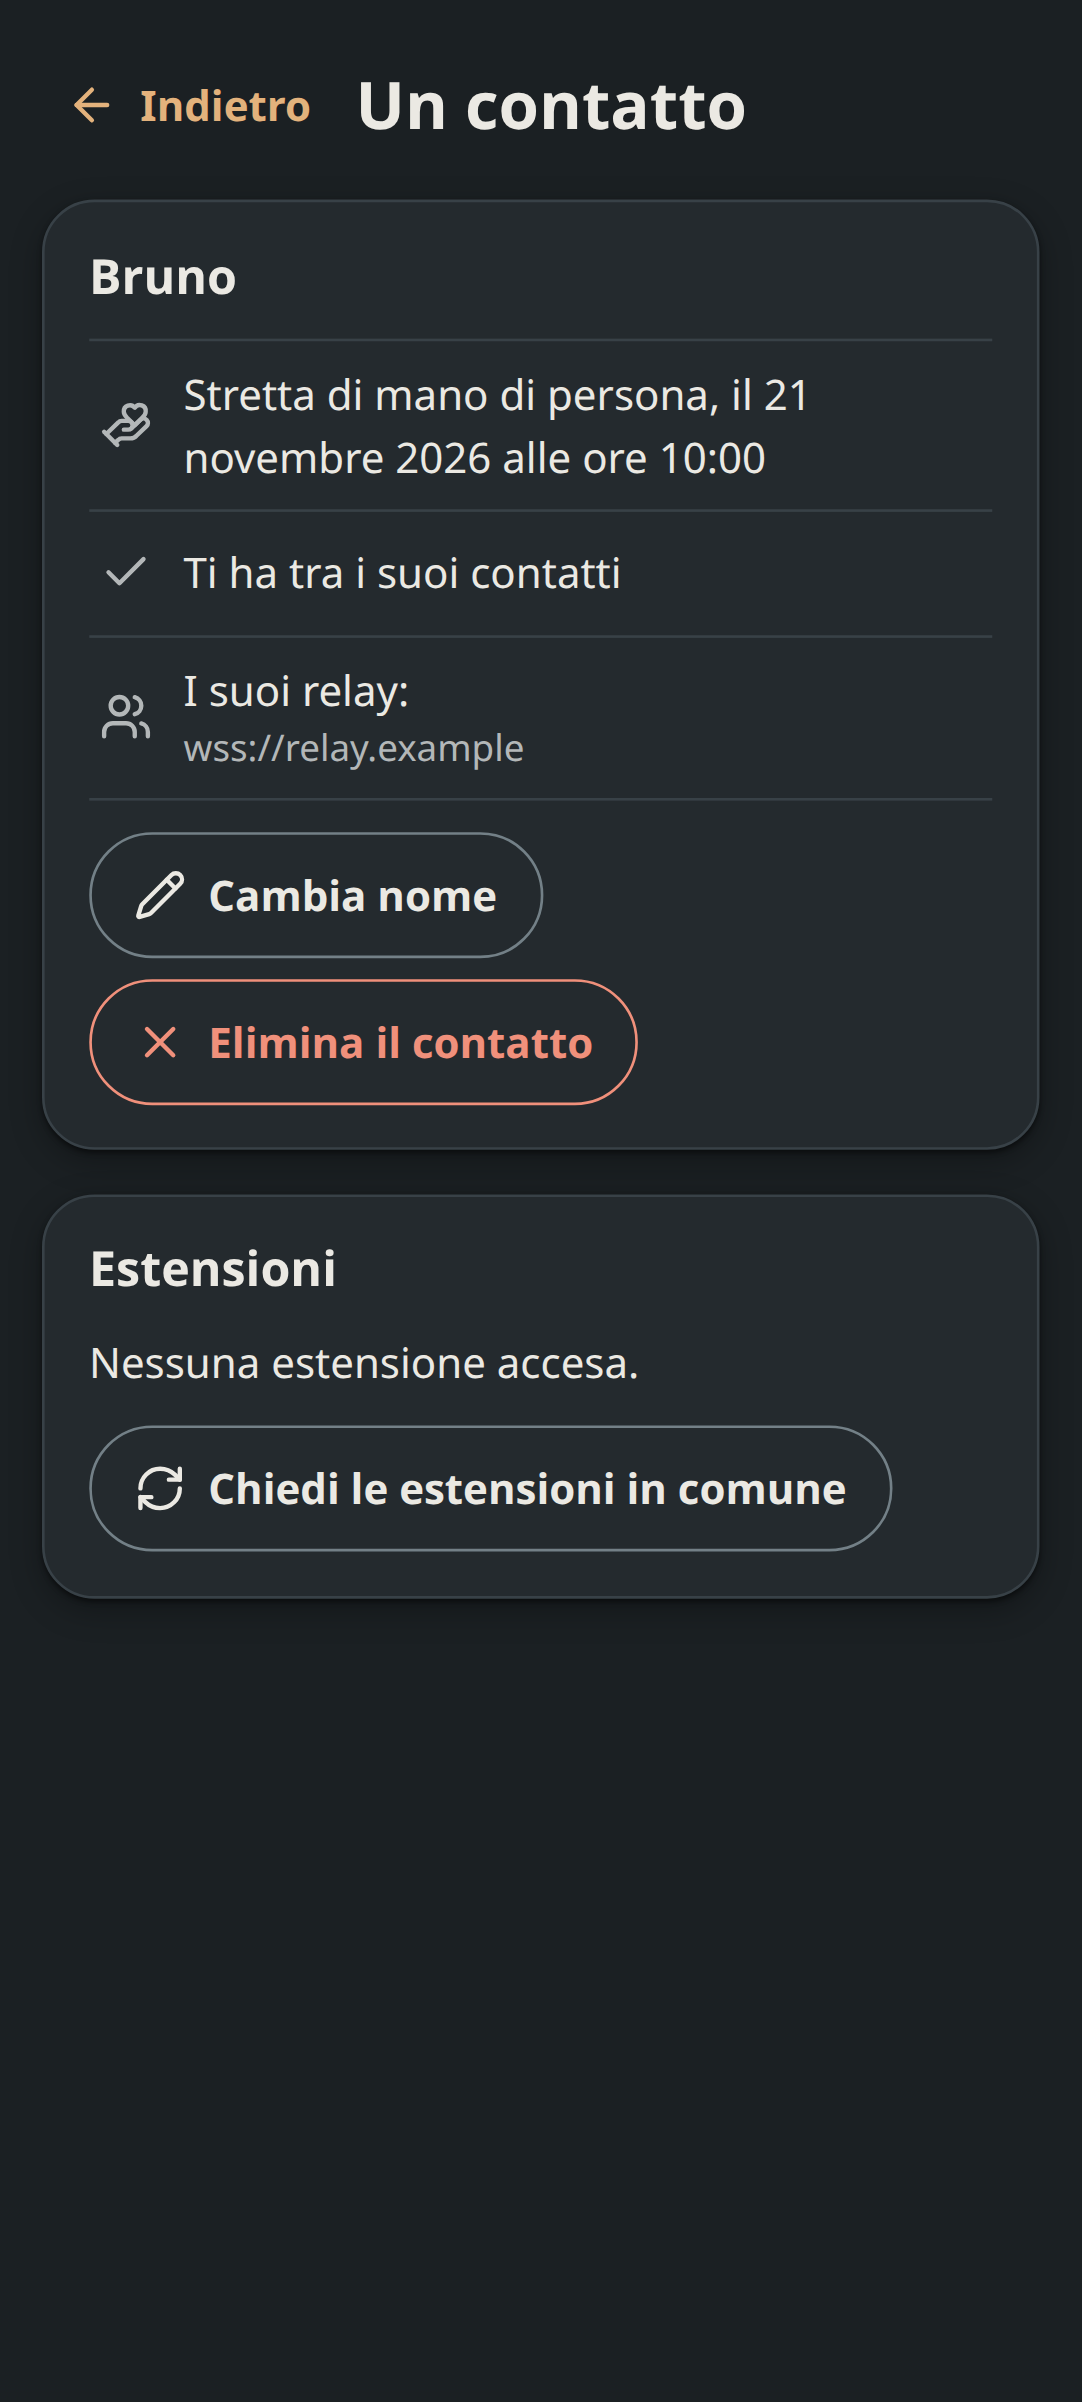 Indietro
Un contatto
Bruno
Stretta di mano di persona, il 21
novembre 2026 alle ore 10:00
Ti ha tra i suoi contatti
I suoi relay:
wss://relay.example
Cambia nome
Elimina il contatto
Estensioni
Nessuna estensione accesa.
Chiedi le estensioni in comune